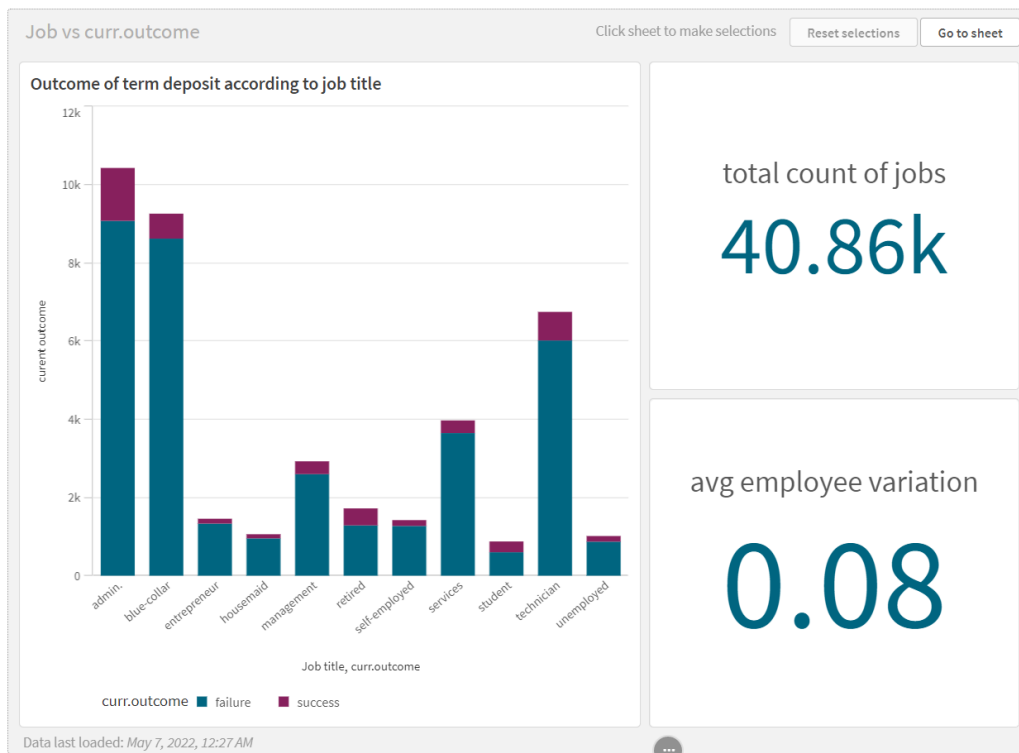 Job vs curr.outcome
Click sheet to make selections
Reset selections
Go to sheet
Outcome of term deposit according to job title
12k
10k
8k
6k
4k
2k
0
curent outcome
admin.
blue-collar
entrepreneur
housemaid
management
retired
self-employed
services
student
technician
unemployed
Job title, curr.outcome
curr.outcome failure success
total count of jobs
40.86k
avg employee variation
0.08
Data last loaded: May 7, 2022, 12:27 AM
...